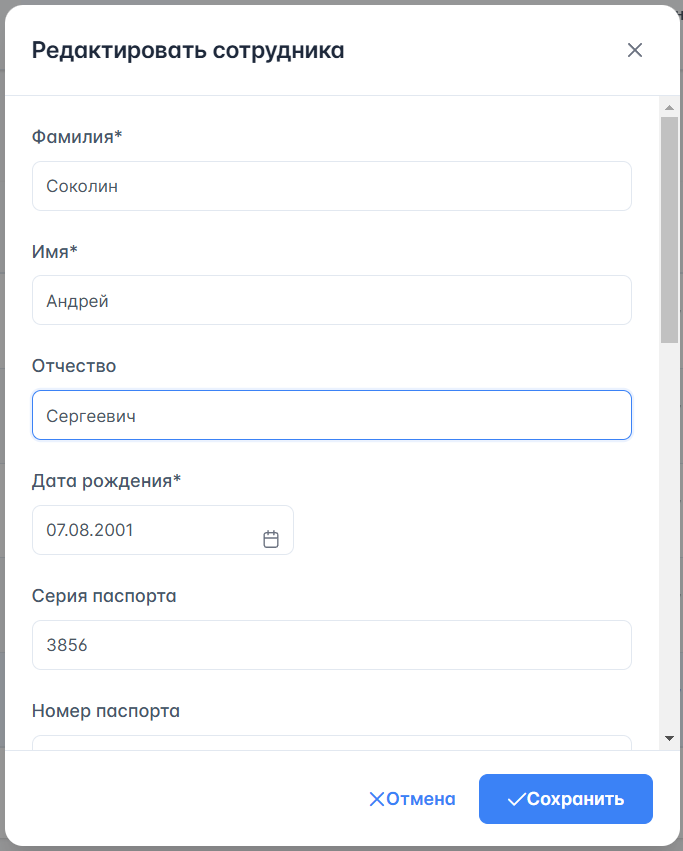 Редактировать сотрудника
Фамилия*
Соколин
Имя*
Андрей
Отчество
Сергеевич
Дата рождения*
07.08.2001
Серия паспорта
3856
Номер паспорта
Отмена
Сохранить